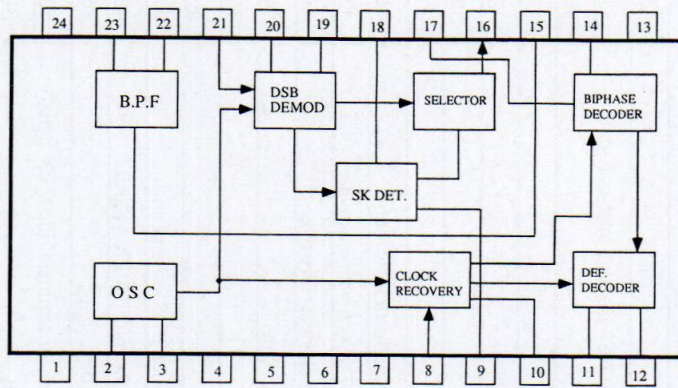 24 23 22 21 20 19 18 17 16 15 14 13
B.P.F
DSB
DEMOD
SELECTOR
BIPHASE
DECODER
SK DET.
OSC
CLOCK
RECOVERY
DEF.
DECODER
1 2 3 4 5 6 7 8 9 10 11 12